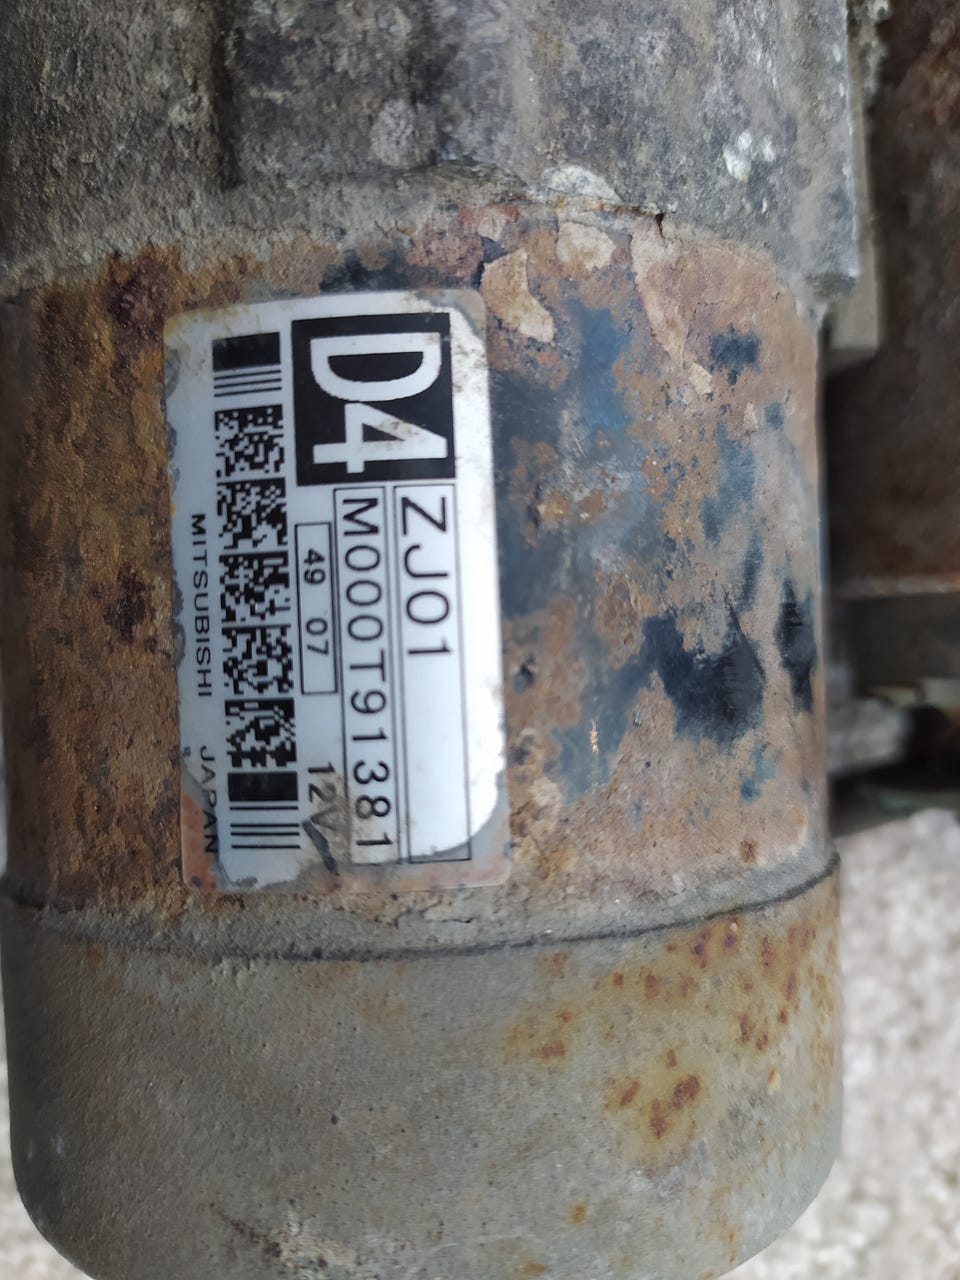 D4
ZJ01
M000T91381
49 07
12V
MITSUBISHI JAPAN